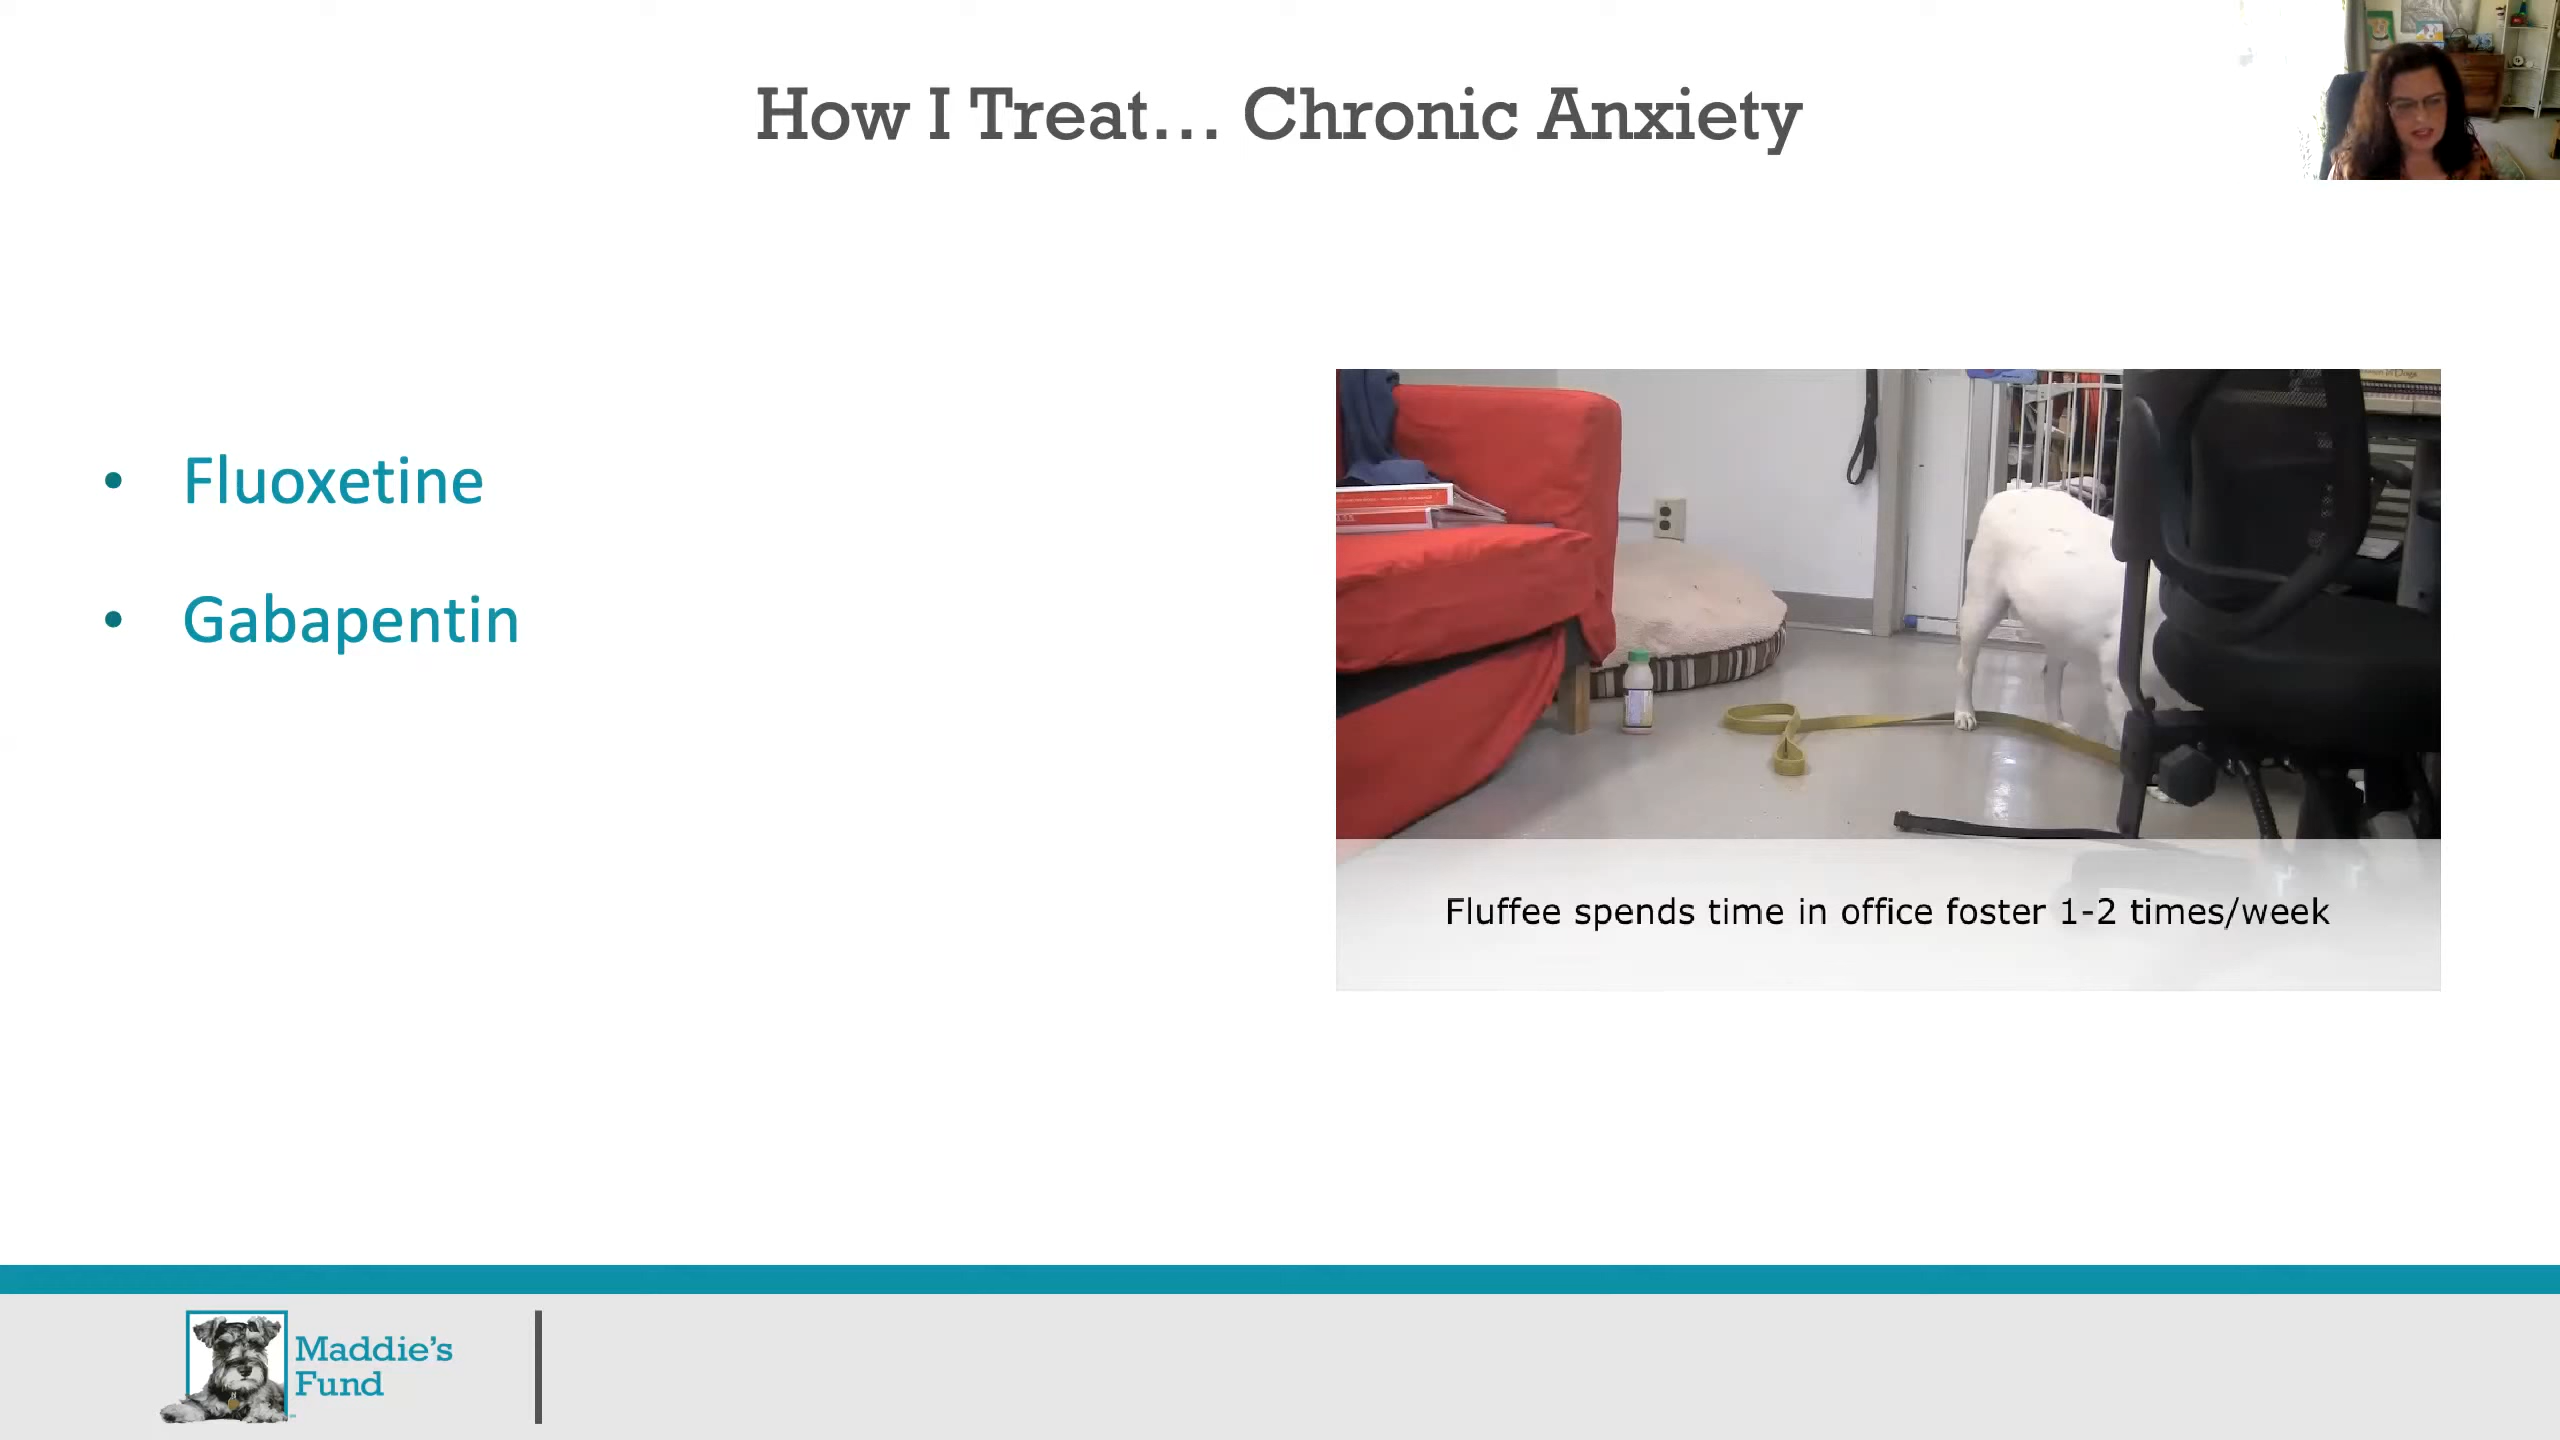 How I Treat... Chronic Anxiety
• Fluoxetine
• Gabapentin
Fluffee spends time in office foster 1-2 times/week
Maddie's
Fund